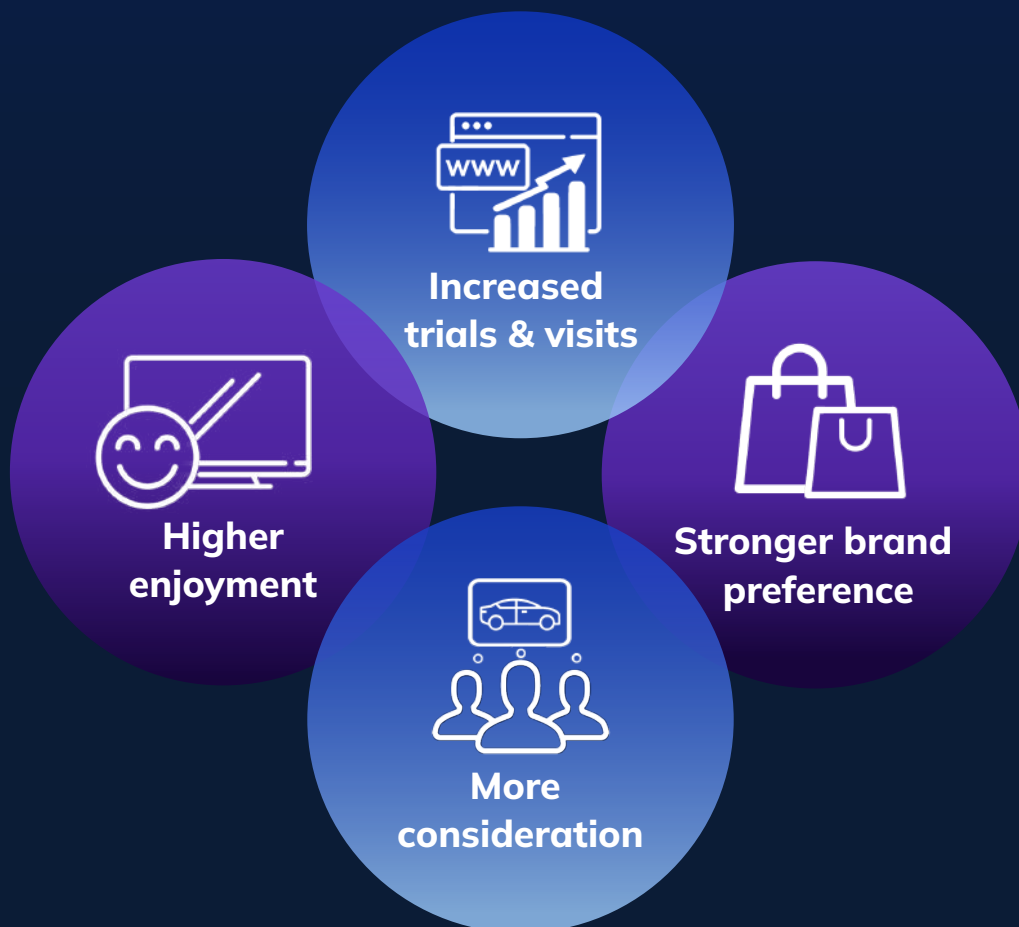 www
Increased
trials & visits
Higher
enjoyment
Stronger brand
preference
More
consideration